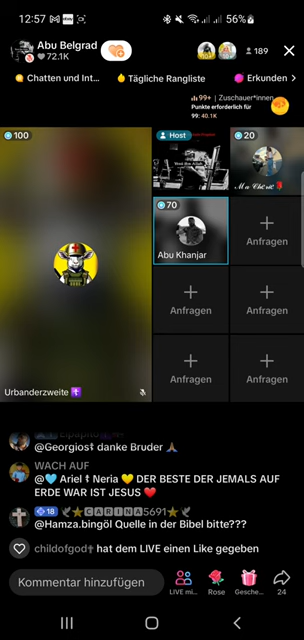 12:57
56%
Abu Belgrad
72.1K
189
Chatten und Int...
Tägliche Rangliste
Erkunden
99+ | Zuschauer*innen
Punkte erforderlich für
99: 40.1K
100
Host
20
70
Abu Khanjar
Anfragen
Anfragen
Anfragen
Anfragen
Anfragen
Anfragen
Urbanderzweite ✝️
@Georgios☦ danke Bruder 🙏
WACH AUF
@🩵 Ariel ☦ Neria 💛 DER BESTE DER JEMALS AUF
ERDE WAR IST JESUS ❤️
18 🕊⭐🅲🅰🆁🅸🅽🅰5691⭐🕊
@Hamza.bingöl Quelle in der Bibel bitte???
childofgod✝ hat dem LIVE einen Like gegeben
Kommentar hinzufügen
LIVE mi...
Rose
Gesche...
24